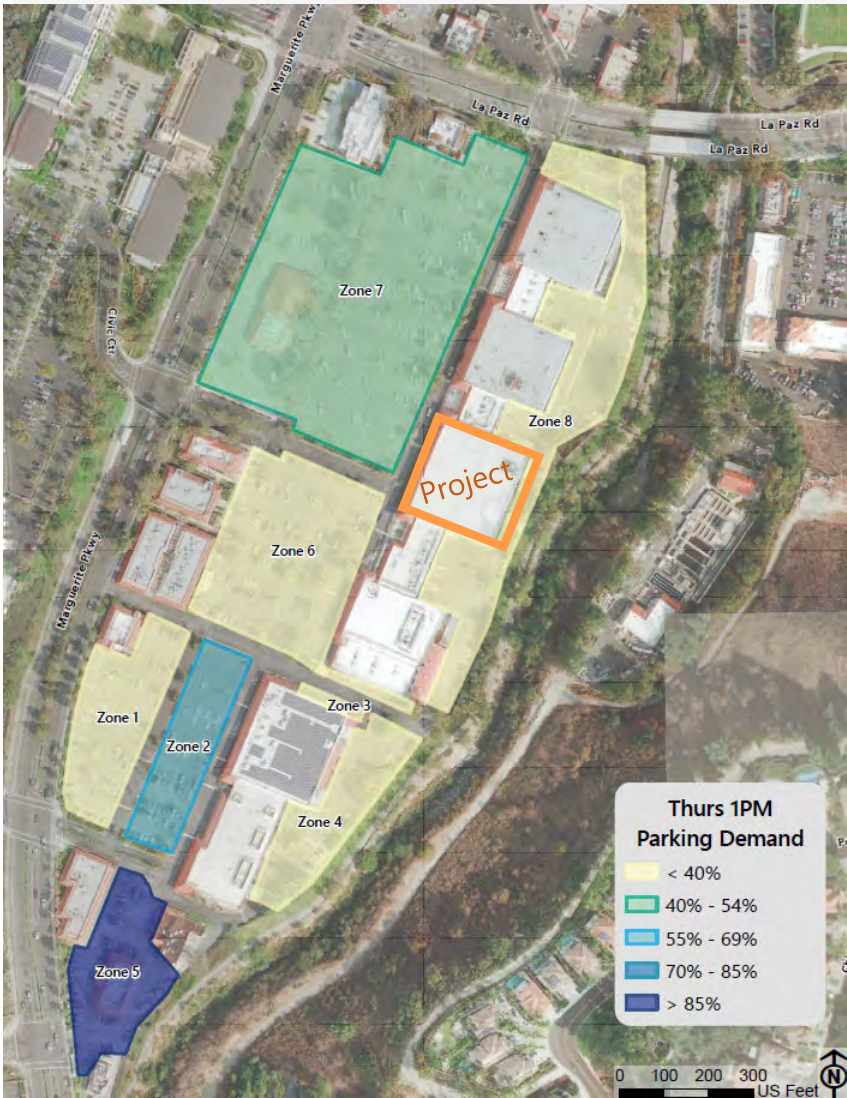 Marguerite Pkwy
La Paz Rd
La Paz Rd
La Paz Rd
Zone 7
Civic Ctr
Zone 8
Project
Zone 6
Marguerite Pkwy
Zone 3
Zone 1
Zone 2
Zone 4
Zone 5
Thurs 1PM
Parking Demand
< 40%
40% - 54%
55% - 69%
70% - 85%
> 85%
0 100 200 300
US Feet
N